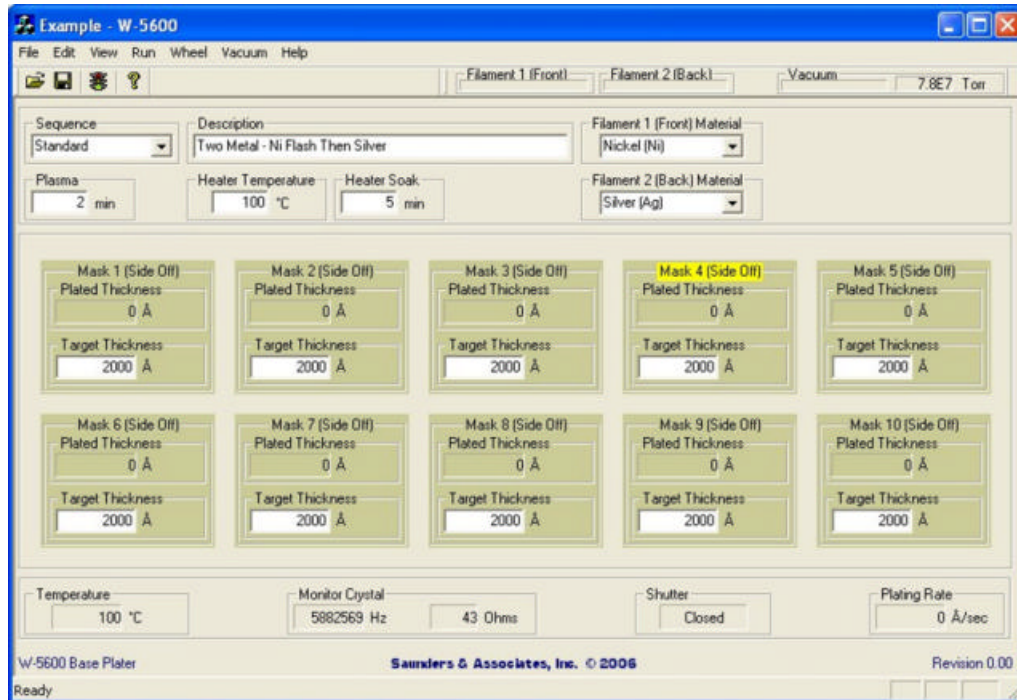 Example - W-5600
File Edit View Run Wheel Vacuum Help
Filament 1 (Front) Filament 2 (Back) Vacuum
7.8E7 Torr
Sequence Description Filament 1 (Front) Material
Standard Two Metal - Ni Flash Then Silver Nickel (Ni)
Plasma Heater Temperature Heater Soak Filament 2 (Back) Material
2 min 100 °C 5 min Silver (Ag)
Mask 1 (Side Off) Mask 2 (Side Off) Mask 3 (Side Off) Mask 4 (Side Off) Mask 5 (Side Off)
Plated Thickness Plated Thickness Plated Thickness Plated Thickness Plated Thickness
0 Å 0 Å 0 Å 0 Å 0 Å
Target Thickness Target Thickness Target Thickness Target Thickness Target Thickness
2000 Å 2000 Å 2000 Å 2000 Å 2000 Å
Mask 6 (Side Off) Mask 7 (Side Off) Mask 8 (Side Off) Mask 9 (Side Off) Mask 10 (Side Off)
Plated Thickness Plated Thickness Plated Thickness Plated Thickness Plated Thickness
0 Å 0 Å 0 Å 0 Å 0 Å
Target Thickness Target Thickness Target Thickness Target Thickness Target Thickness
2000 Å 2000 Å 2000 Å 2000 Å 2000 Å
Temperature Monitor Crystal Shutter Plating Rate
100 °C 5882569 Hz 43 Ohms Closed 0 Å/sec
W-5600 Base Plater Saunders & Associates, Inc. © 2006 Revision 0.00
Ready